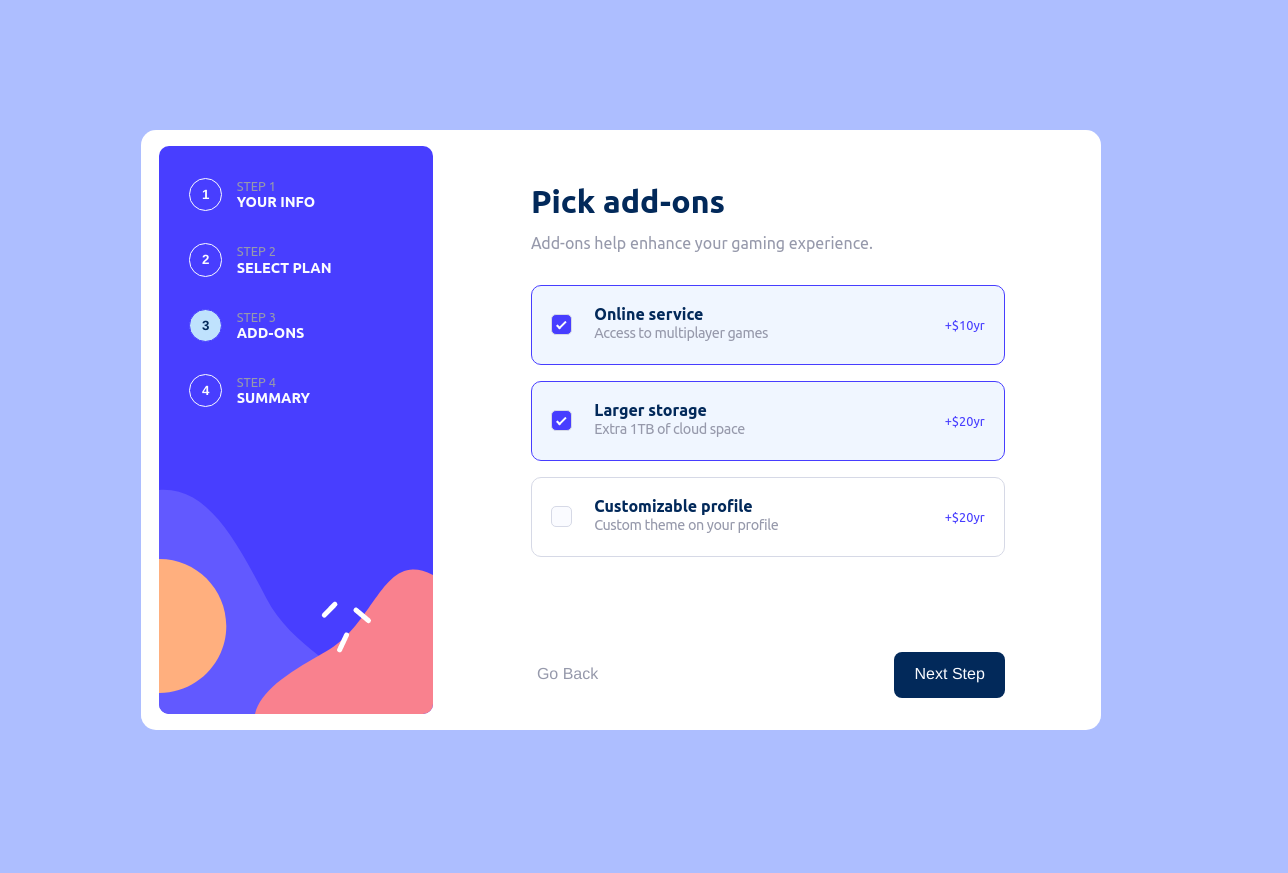 1
STEP 1
YOUR INFO
2
STEP 2
SELECT PLAN
3
STEP 3
ADD-ONS
4
STEP 4
SUMMARY
Pick add-ons
Add-ons help enhance your gaming experience.
Online service
Access to multiplayer games
+$10yr
Larger storage
Extra 1TB of cloud space
+$20yr
Customizable profile
Custom theme on your profile
+$20yr
Go Back
Next Step